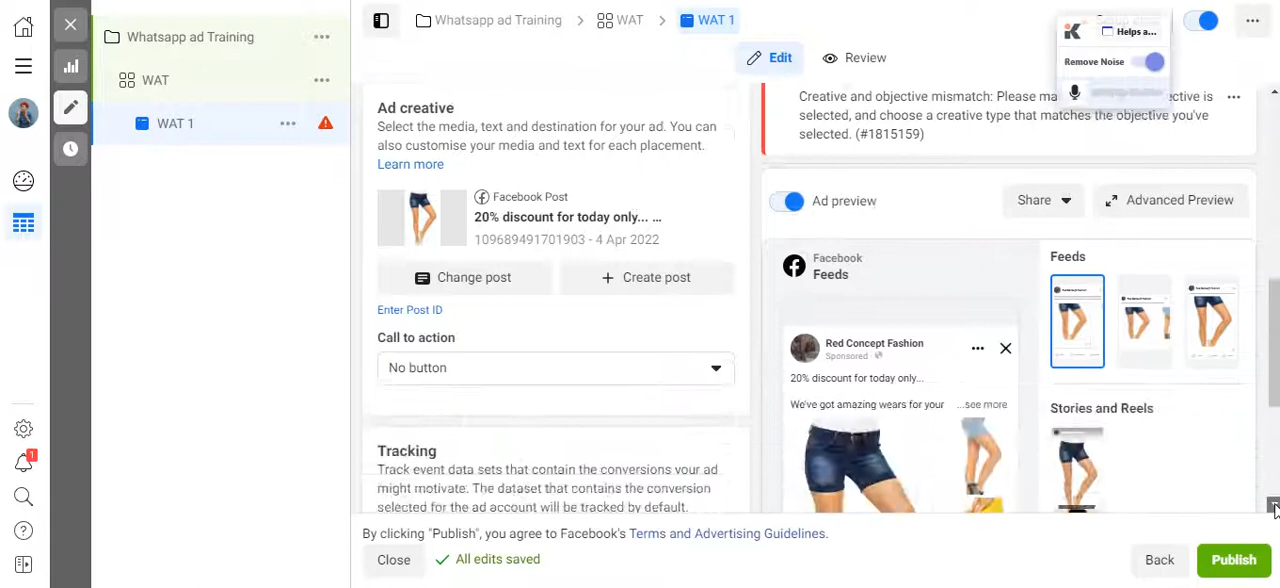 Whatsapp ad Training
WAT
WAT 1
Whatsapp ad Training
WAT
WAT 1
Helps a...
Remove Noise
Edit
Review
Ad creative
Select the media, text and destination for your ad. You can
also customise your media and text for each placement.
Learn more
Facebook Post
20% discount for today only... ...
109689491701903 - 4 Apr 2022
Change post
Create post
Enter Post ID
Call to action
No button
Tracking
Track event data sets that contain the conversions your ad
might motivate. The dataset that contains the conversion
selected for the ad account will be tracked by default.
Creative and objective mismatch: Please ma
ective is
selected, and choose a creative type that matches the objective you've
selected. (#1815159)
Ad preview
Share
Advanced Preview
Facebook
Feeds
Red Concept Fashion
Sponsored
20% discount for today only...
We've got amazing wears for your
...see more
Feeds
Stories and Reels
By clicking "Publish", you agree to Facebook's Terms and Advertising Guidelines.
Close
All edits saved
Back
Publish
1